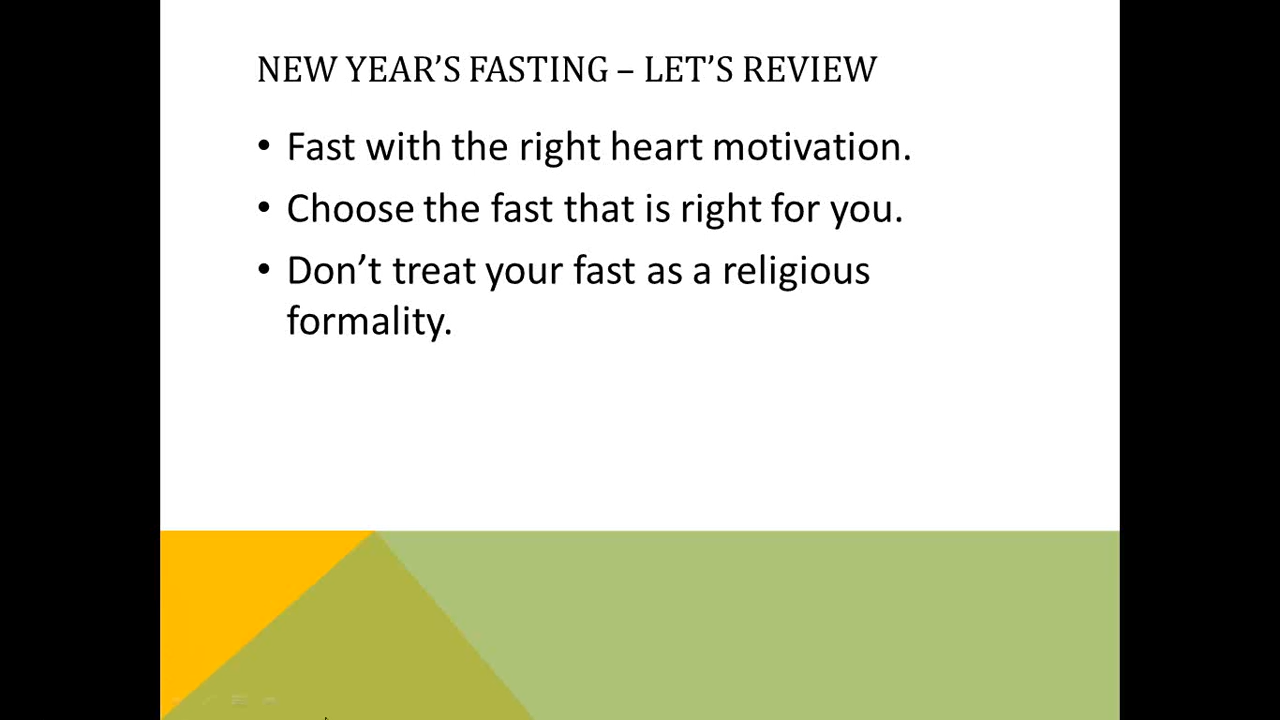 NEW YEAR’S FASTING – LET’S REVIEW
• Fast with the right heart motivation.
• Choose the fast that is right for you.
• Don’t treat your fast as a religious
formality.